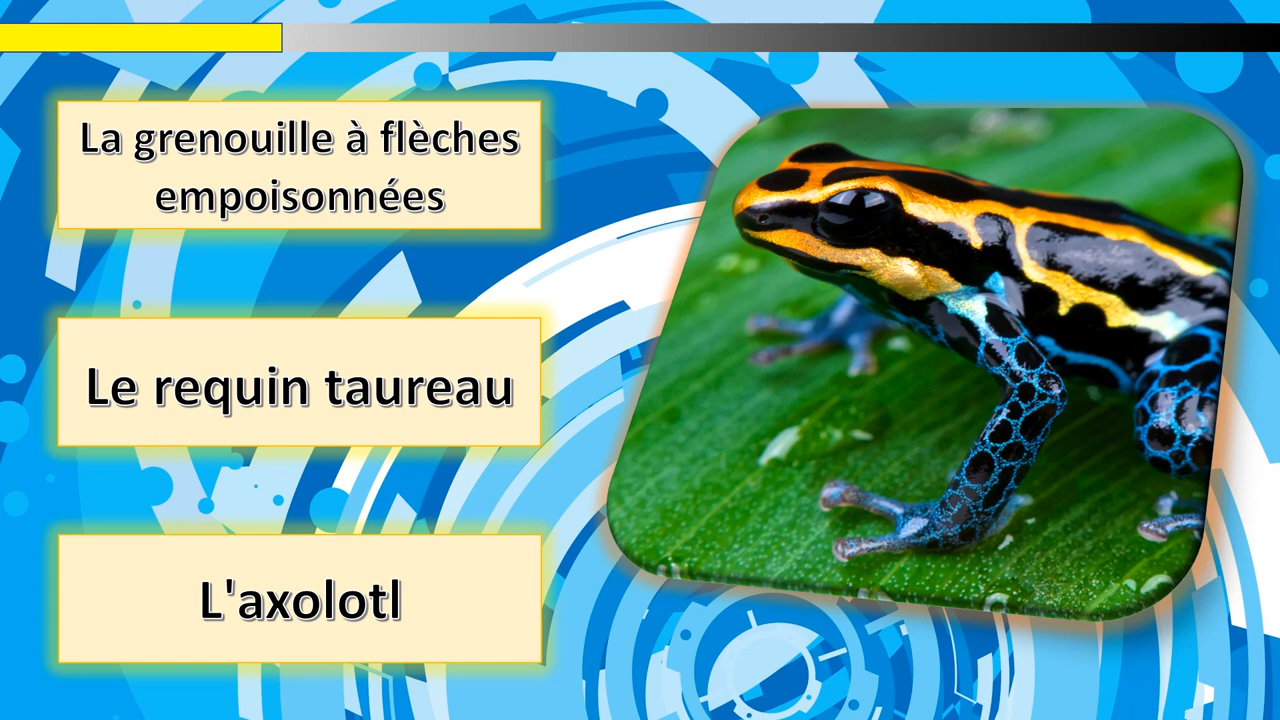 La grenouille à flèches
empoisonnées
Le requin taureau
L'axolotl